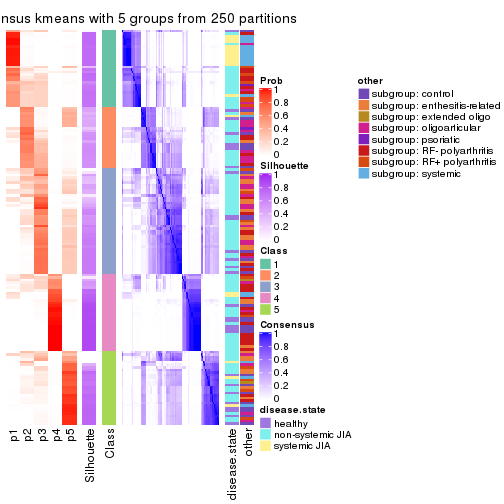 nsus kmeans with 5 groups from 250 partitions
Prob
1
0.8
0.6
0.4
0.2
0
Silhouette
1
0.8
0.6
0.4
0.2
0
Class
1
2
3
4
5
Consensus
1
0.8
0.6
0.4
0.2
0
disease.state
healthy
non-systemic JIA
systemic JIA
other
subgroup: control
subgroup: enthesitis-related
subgroup: extended oligo
subgroup: oligoarticular
subgroup: psoriatic
subgroup: RF- polyarthritis
subgroup: RF+ polyarthritis
subgroup: systemic
p1
p2
p3
p4
p5
Silhouette
Class
disease.state
other